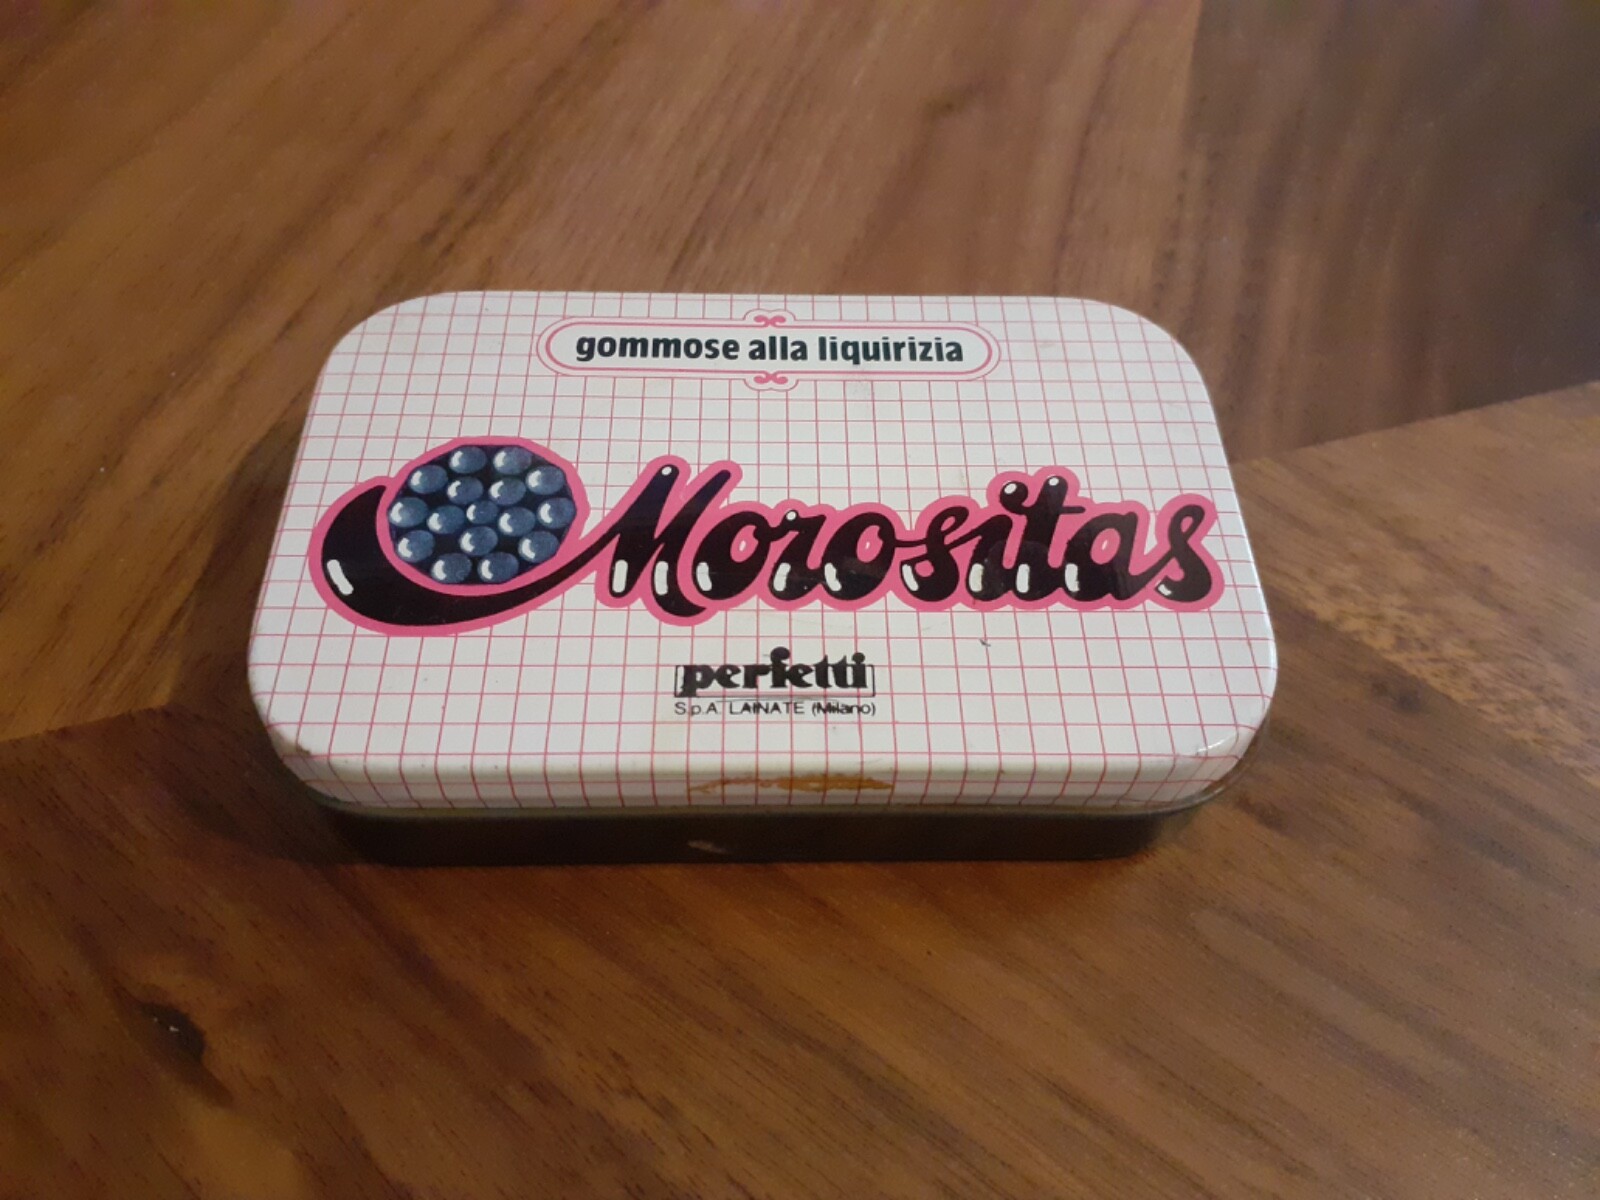 gommose alla liquirizia
Morositas
perfetti
S.p.A. LAINATE (Milano)